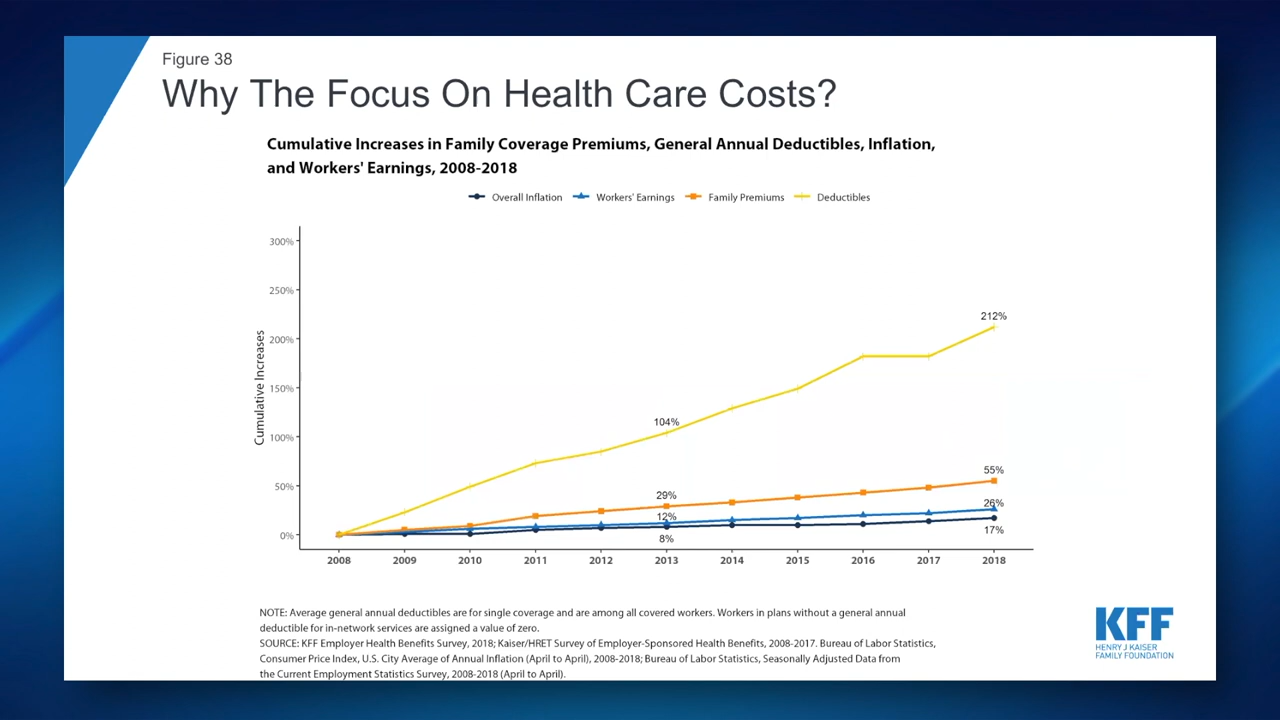 Figure 38
Why The Focus On Health Care Costs?
Cumulative Increases in Family Coverage Premiums, General Annual Deductibles, Inflation,
and Workers' Earnings, 2008-2018
Overall Inflation Workers' Earnings Family Premiums Deductibles
Cumulative Increases
300%
250%
200%
150%
100%
50%
0%
212%
104%
55%
29%
26%
12%
17%
8%
2008 2009 2010 2011 2012 2013 2014 2015 2016 2017 2018
NOTE: Average general annual deductibles are for single coverage and are among all covered workers. Workers in plans without a general annual
deductible for in-network services are assigned a value of zero.
SOURCE: KFF Employer Health Benefits Survey, 2018; Kaiser/HRET Survey of Employer-Sponsored Health Benefits, 2008-2017. Bureau of Labor Statistics,
Consumer Price Index, U.S. City Average of Annual Inflation (April to April), 2008-2018; Bureau of Labor Statistics, Seasonally Adjusted Data from
the Current Employment Statistics Survey, 2008-2018 (April to April).
KFF
HENRY J KAISER
FAMILY FOUNDATION